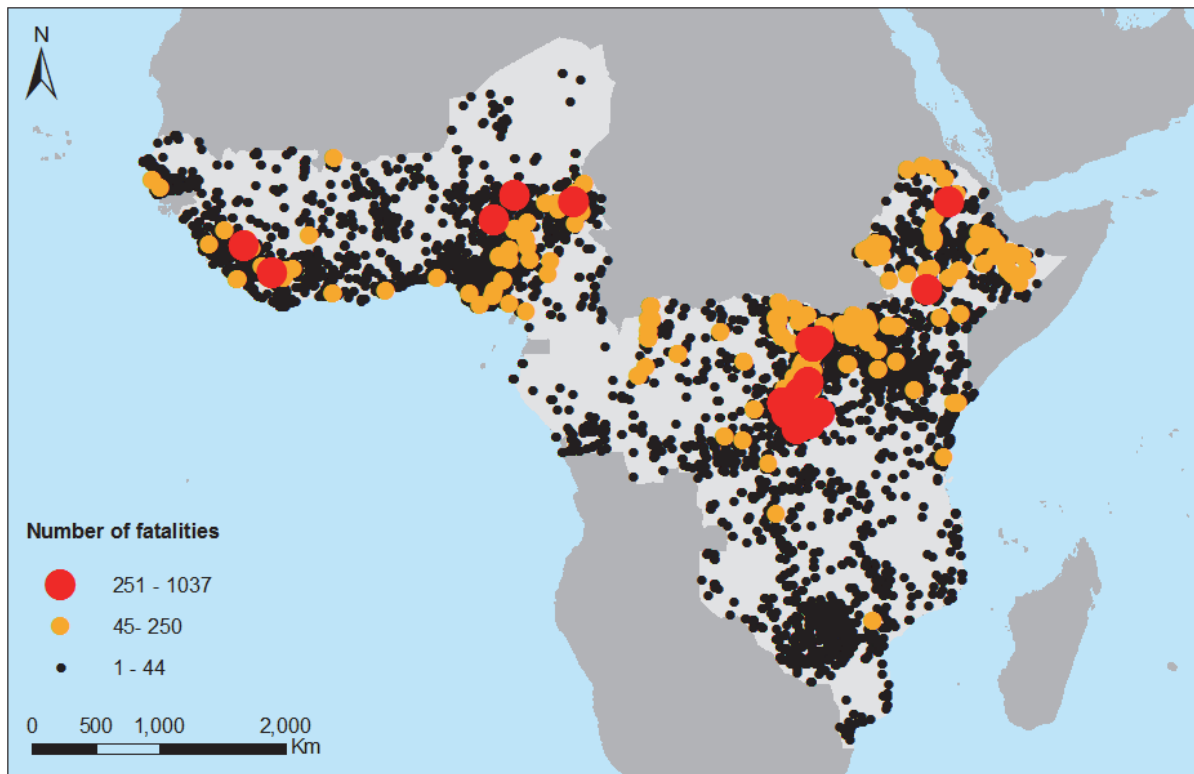 N
Number of fatalities
251 - 1037
45- 250
1 - 44
0 500 1,000 2,000
Km